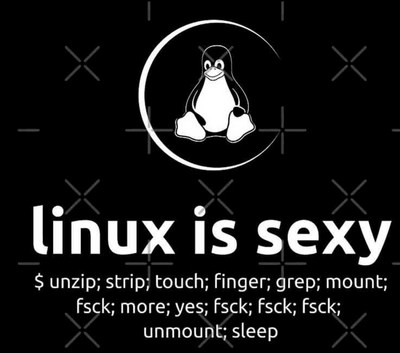 linux is sexy
$ unzip; strip; touch; finger; grep; mount;
fsck; more; yes; fsck; fsck; fsck;
unmount; sleep